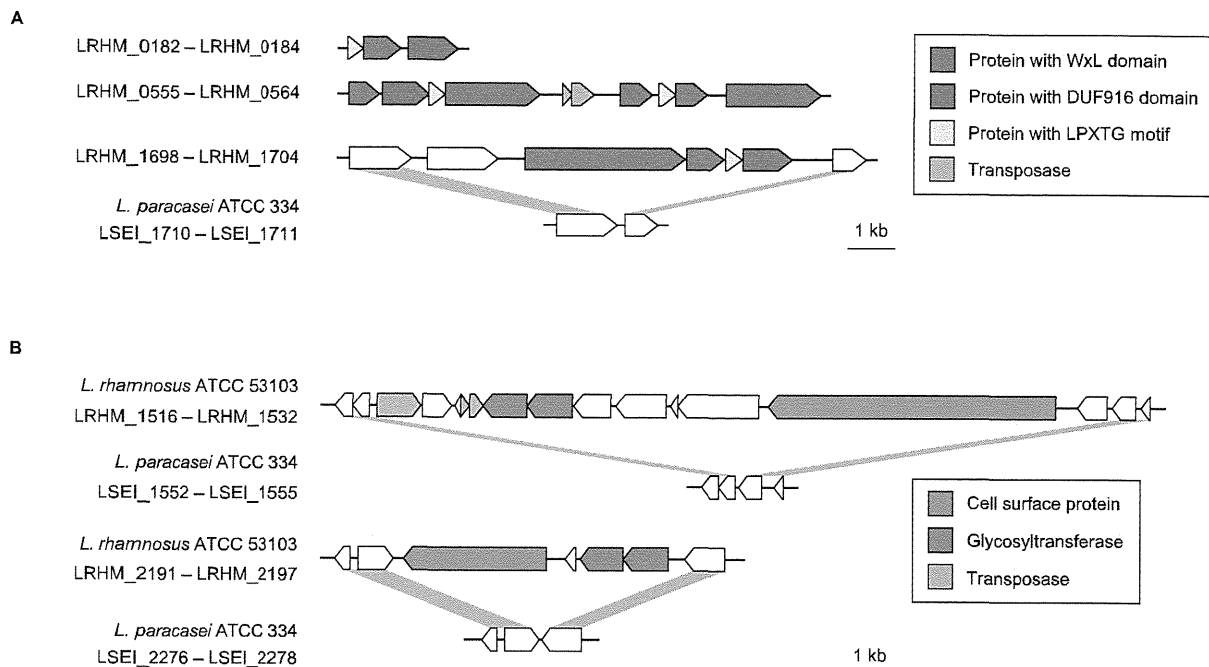 A
LRHM_0182 – LRHM_0184
LRHM_0555 – LRHM_0564
LRHM_1698 – LRHM_1704
L. paracasei ATCC 334
LSEI_1710 – LSEI_1711
Protein with WxL domain
Protein with DUF916 domain
Protein with LPXTG motif
Transposase
1 kb
B
L. rhamnosus ATCC 53103
LRHM_1516 – LRHM_1532
L. paracasei ATCC 334
LSEI_1552 – LSEI_1555
L. rhamnosus ATCC 53103
LRHM_2191 – LRHM_2197
L. paracasei ATCC 334
LSEI_2276 – LSEI_2278
Cell surface protein
Glycosyltransferase
Transposase
1 kb